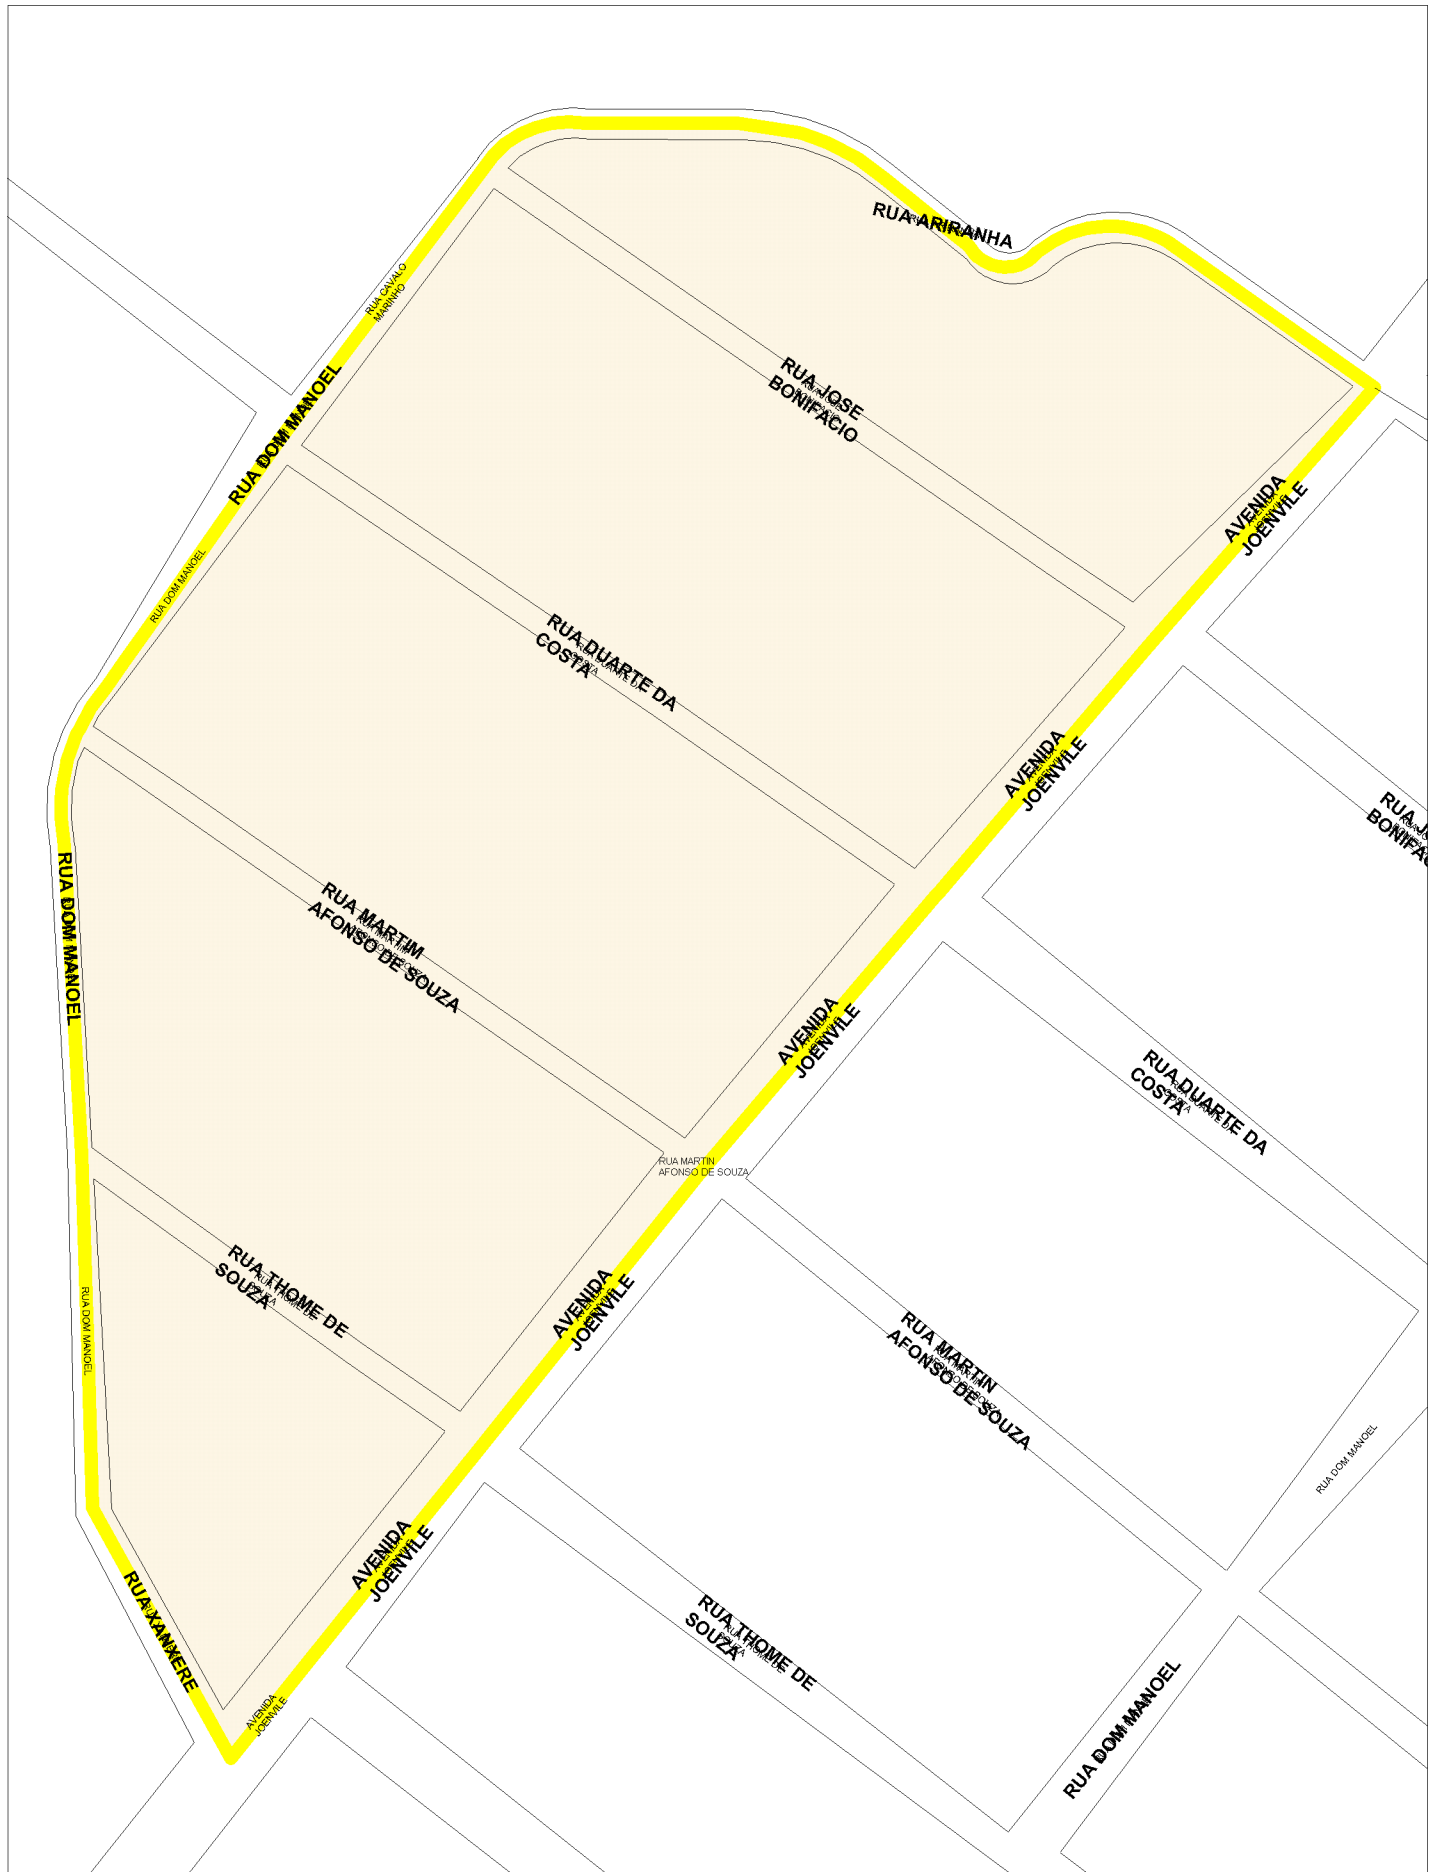 RUA ARIRANHA
RUA CAVALO
MARINHO
RUA JOSE
BONIFACIO
RUA DOM MANOEL
AVENIDA
JOENVILE
RUA DOM MANOEL
RUA DUARTE DA
COSTA
AVENIDA
JOENVILE
BONIFAC
RUA DOM MANOEL
RUA MARTIM
AFONSO DE SOUZA
AVENIDA
JOENVILE
RUA DUARTE DA
COSTA
RUA MARTIN
AFONSO DE SOUZA
RUA THOME DE
SOUZA
AVENIDA
JOENVILE
RUA DOM MANOEL
RUA MARTIN
AFONSO DE SOUZA
RUA DOM MANOEL
AVENIDA
JOENVILE
RUA XANXERE
RUA THOME DE
SOUZA
AVENIDA
JOENVILE
RUA DOM MANOEL